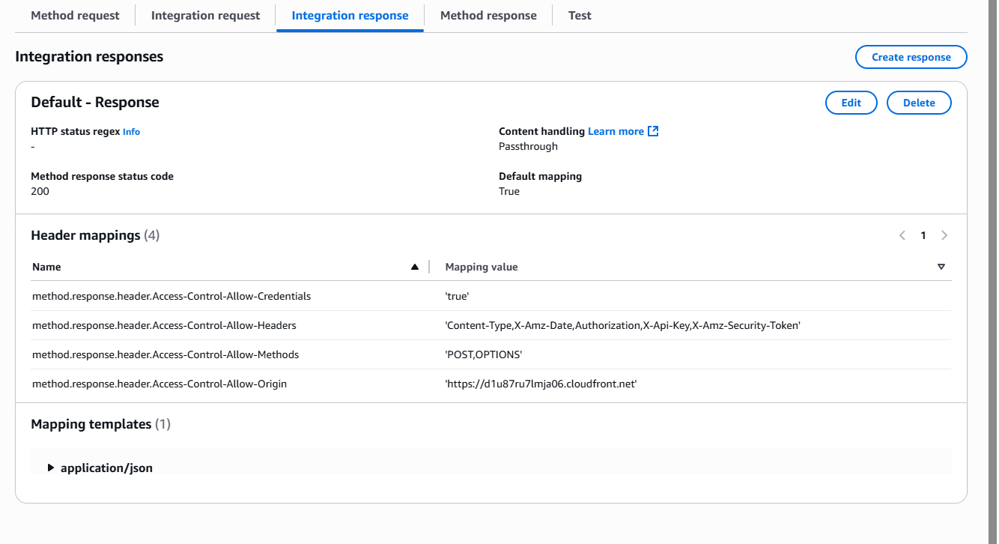 Method request Integration request Integration response Method response Test
Integration responses Create response
Default - Response Edit Delete
HTTP status regex Info Content handling Learn more
- Passthrough
Method response status code Default mapping
200 True
Header mappings (4) 1
Name Mapping value
method.response.header.Access-Control-Allow-Credentials 'true'
method.response.header.Access-Control-Allow-Headers 'Content-Type,X-Amz-Date,Authorization,X-Api-Key,X-Amz-Security-Token'
method.response.header.Access-Control-Allow-Methods 'POST,OPTIONS'
method.response.header.Access-Control-Allow-Origin 'https://d1u87ru7lmja06.cloudfront.net'
Mapping templates (1)
application/json